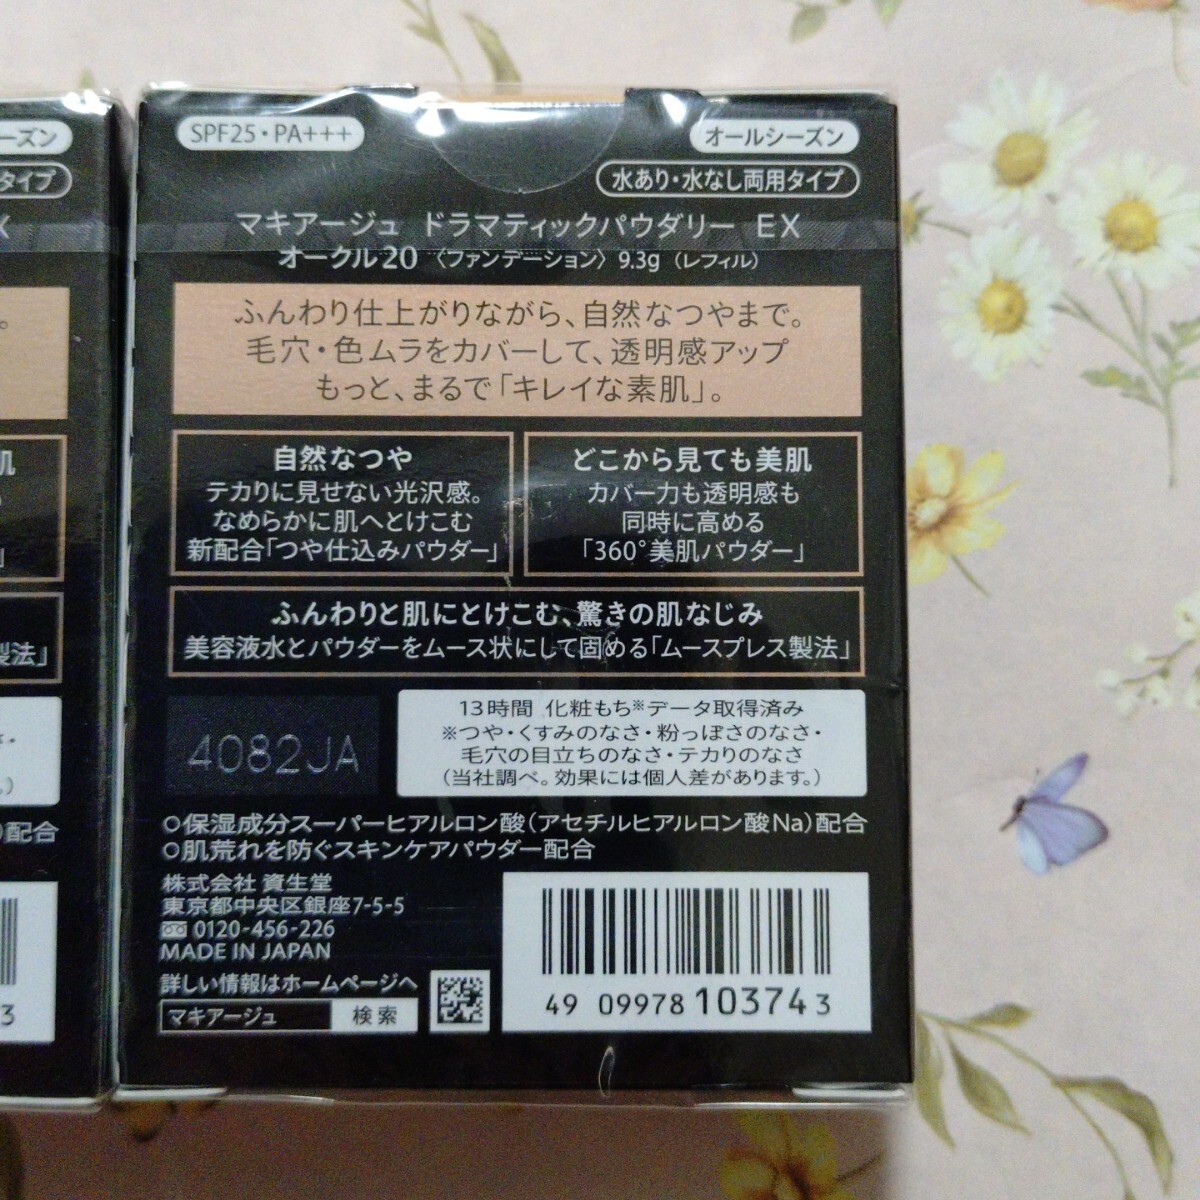 ーズン
タイプ
X
。
肌
」
製法」
)配合
3
SPF25・PA+++
オールシーズン
水あり・水なし両用タイプ
マキアージュ ドラマティックパウダリー EX
オークル20 〈ファンデーション〉 9.3g (レフィル)
ふんわり仕上がりながら、自然なつやまで。
毛穴・色ムラをカバーして、透明感アップ
もっと、まるで「キレイな素肌」。
自然なつや
テカリに見せない光沢感。
なめらかに肌へとけこむ
新配合「つや仕込みパウダー」
どこから見ても美肌
カバー力も透明感も
同時に高める
「360°美肌パウダー」
ふんわりと肌にとけこむ、驚きの肌なじみ
美容液水とパウダーをムース状にして固める「ムースプレス製法」
4082JA
13時間 化粧もち※データ取得済み
※つや・くすみのなさ・粉っぽさのなさ・
毛穴の目立ちのなさ・テカリのなさ
(当社調べ。効果には個人差があります。)
○保湿成分スーパーヒアルロン酸(アセチルヒアルロン酸Na)配合
○肌荒れを防ぐスキンケアパウダー配合
株式会社 資生堂
東京都中央区銀座7-5-5
0120-456-226
MADE IN JAPAN
詳しい情報はホームページへ
マキアージュ 検索
49 09978 103743